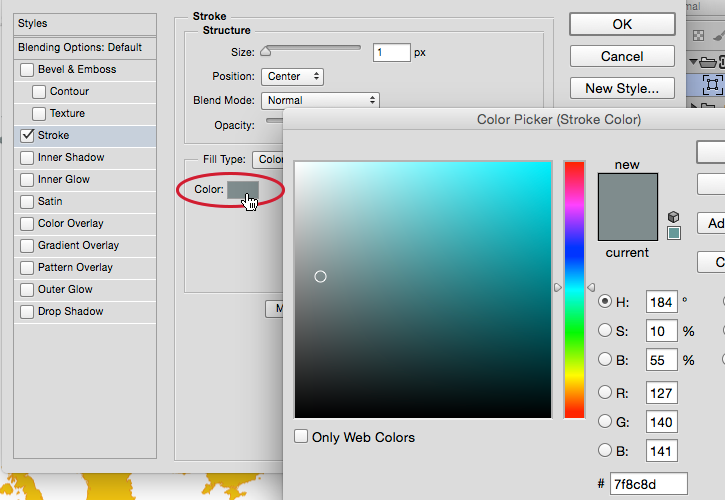 Styles
Blending Options: Default
Bevel & Emboss
Contour
Texture
Stroke
Inner Shadow
Inner Glow
Satin
Color Overlay
Gradient Overlay
Pattern Overlay
Outer Glow
Drop Shadow
Stroke
Structure
Size: 1 px
Position: Center
Blend Mode: Normal
Opacity:
Fill Type: Color
Color:
OK
Cancel
New Style...
Color Picker (Stroke Color)
new
current
H: 184 °
S: 10 %
B: 55 %
R: 127
G: 140
B: 141
# 7f8c8d
Only Web Colors